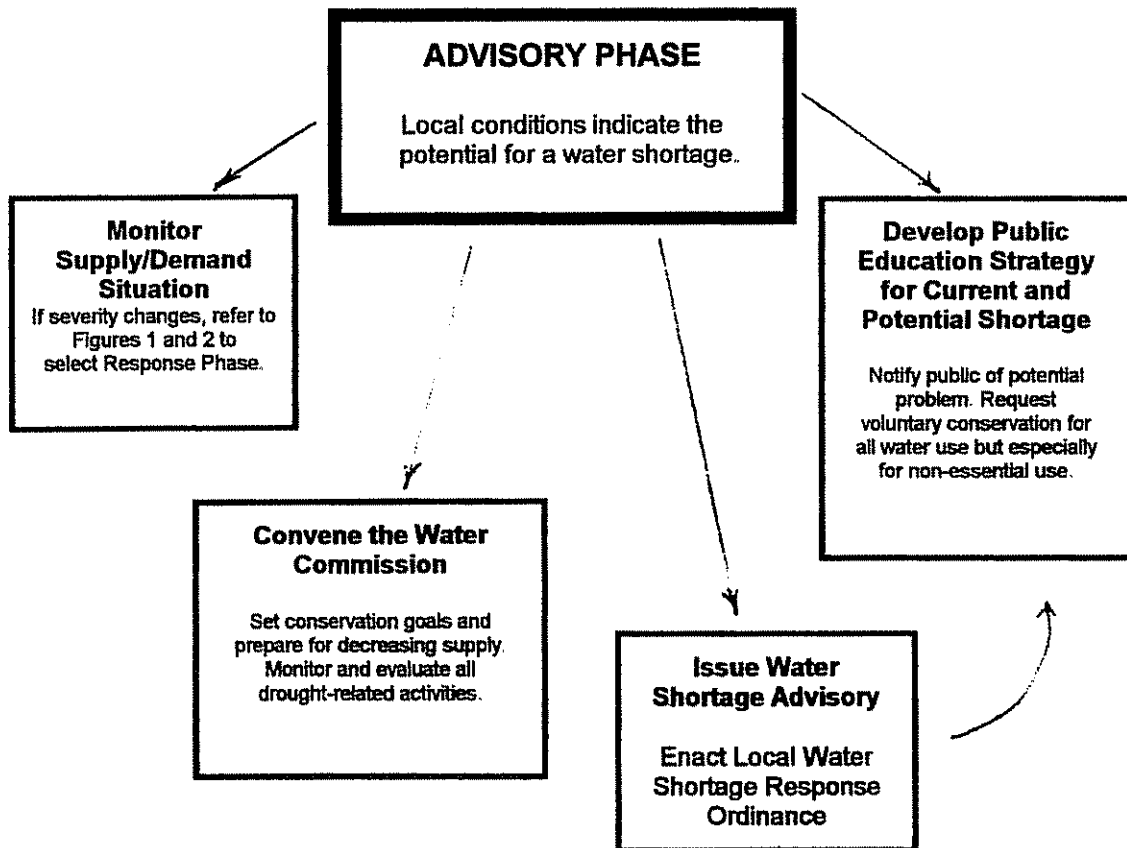 ADVISORY PHASE
Local conditions indicate the
potential for a water shortage.
Monitor
Supply/Demand
Situation
If severity changes, refer to
Figures 1 and 2 to
select Response Phase.
Develop Public
Education Strategy
for Current and
Potential Shortage
Notify public of potential
problem. Request
voluntary conservation for
all water use but especially
for non-essential use.
Convene the Water
Commission
Set conservation goals and
prepare for decreasing supply.
Monitor and evaluate all
drought-related activities.
Issue Water
Shortage Advisory
Enact Local Water
Shortage Response
Ordinance